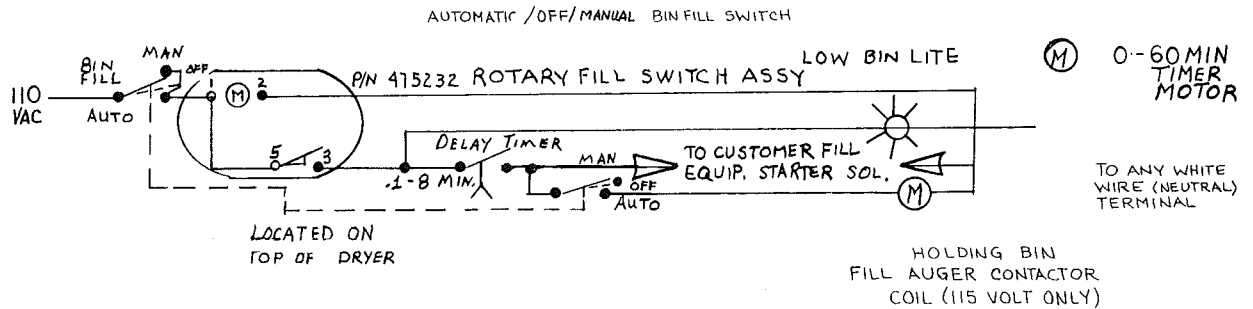 AUTOMATIC /OFF/MANUAL BIN FILL SWITCH
MAN
BIN
FILL
OFF
P/N 475232 ROTARY FILL SWITCH ASSY
LOW BIN LITE
M
0--60 MIN
TIMER
MOTOR
110
VAC
AUTO
M
2
5
3
DELAY TIMER
.1-8 MIN.
MAN
OFF
AUTO
TO CUSTOMER FILL
EQUIP. STARTER SOL.
M
TO ANY WHITE
WIRE (NEUTRAL)
TERMINAL
LOCATED ON
TOP OF DRYER
HOLDING BIN
FILL AUGER CONTACTOR
COIL (115 VOLT ONLY)